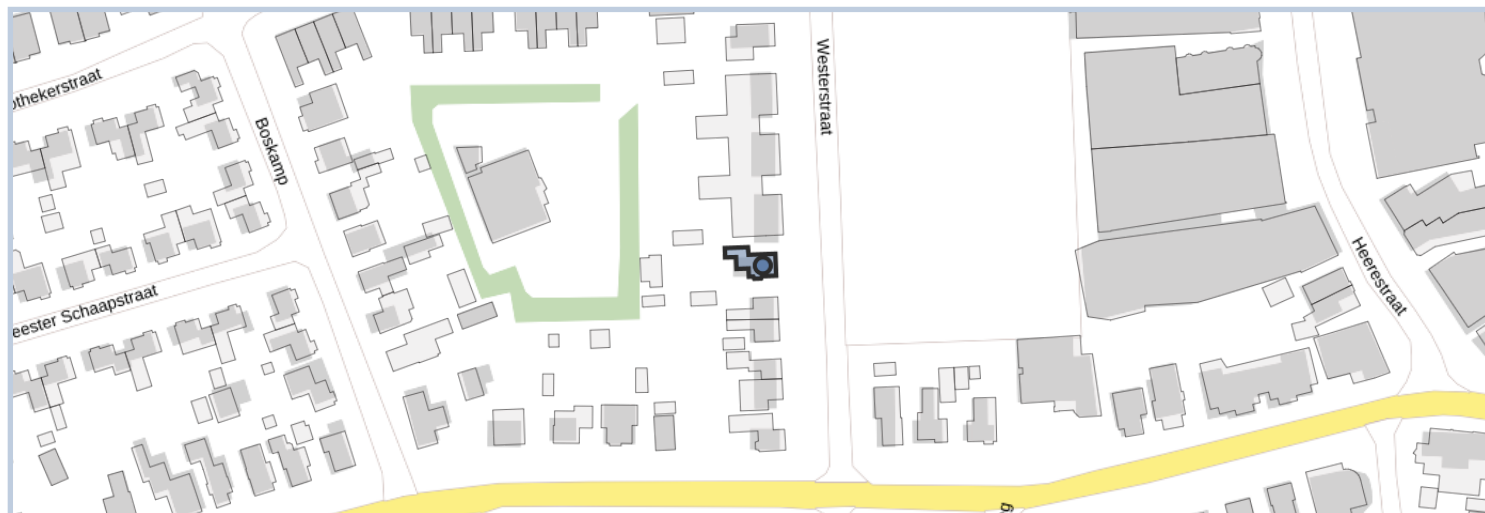 othekerstraat
Boskamp
Westerstraat
Heerestraat
eester Schaapstraat
g